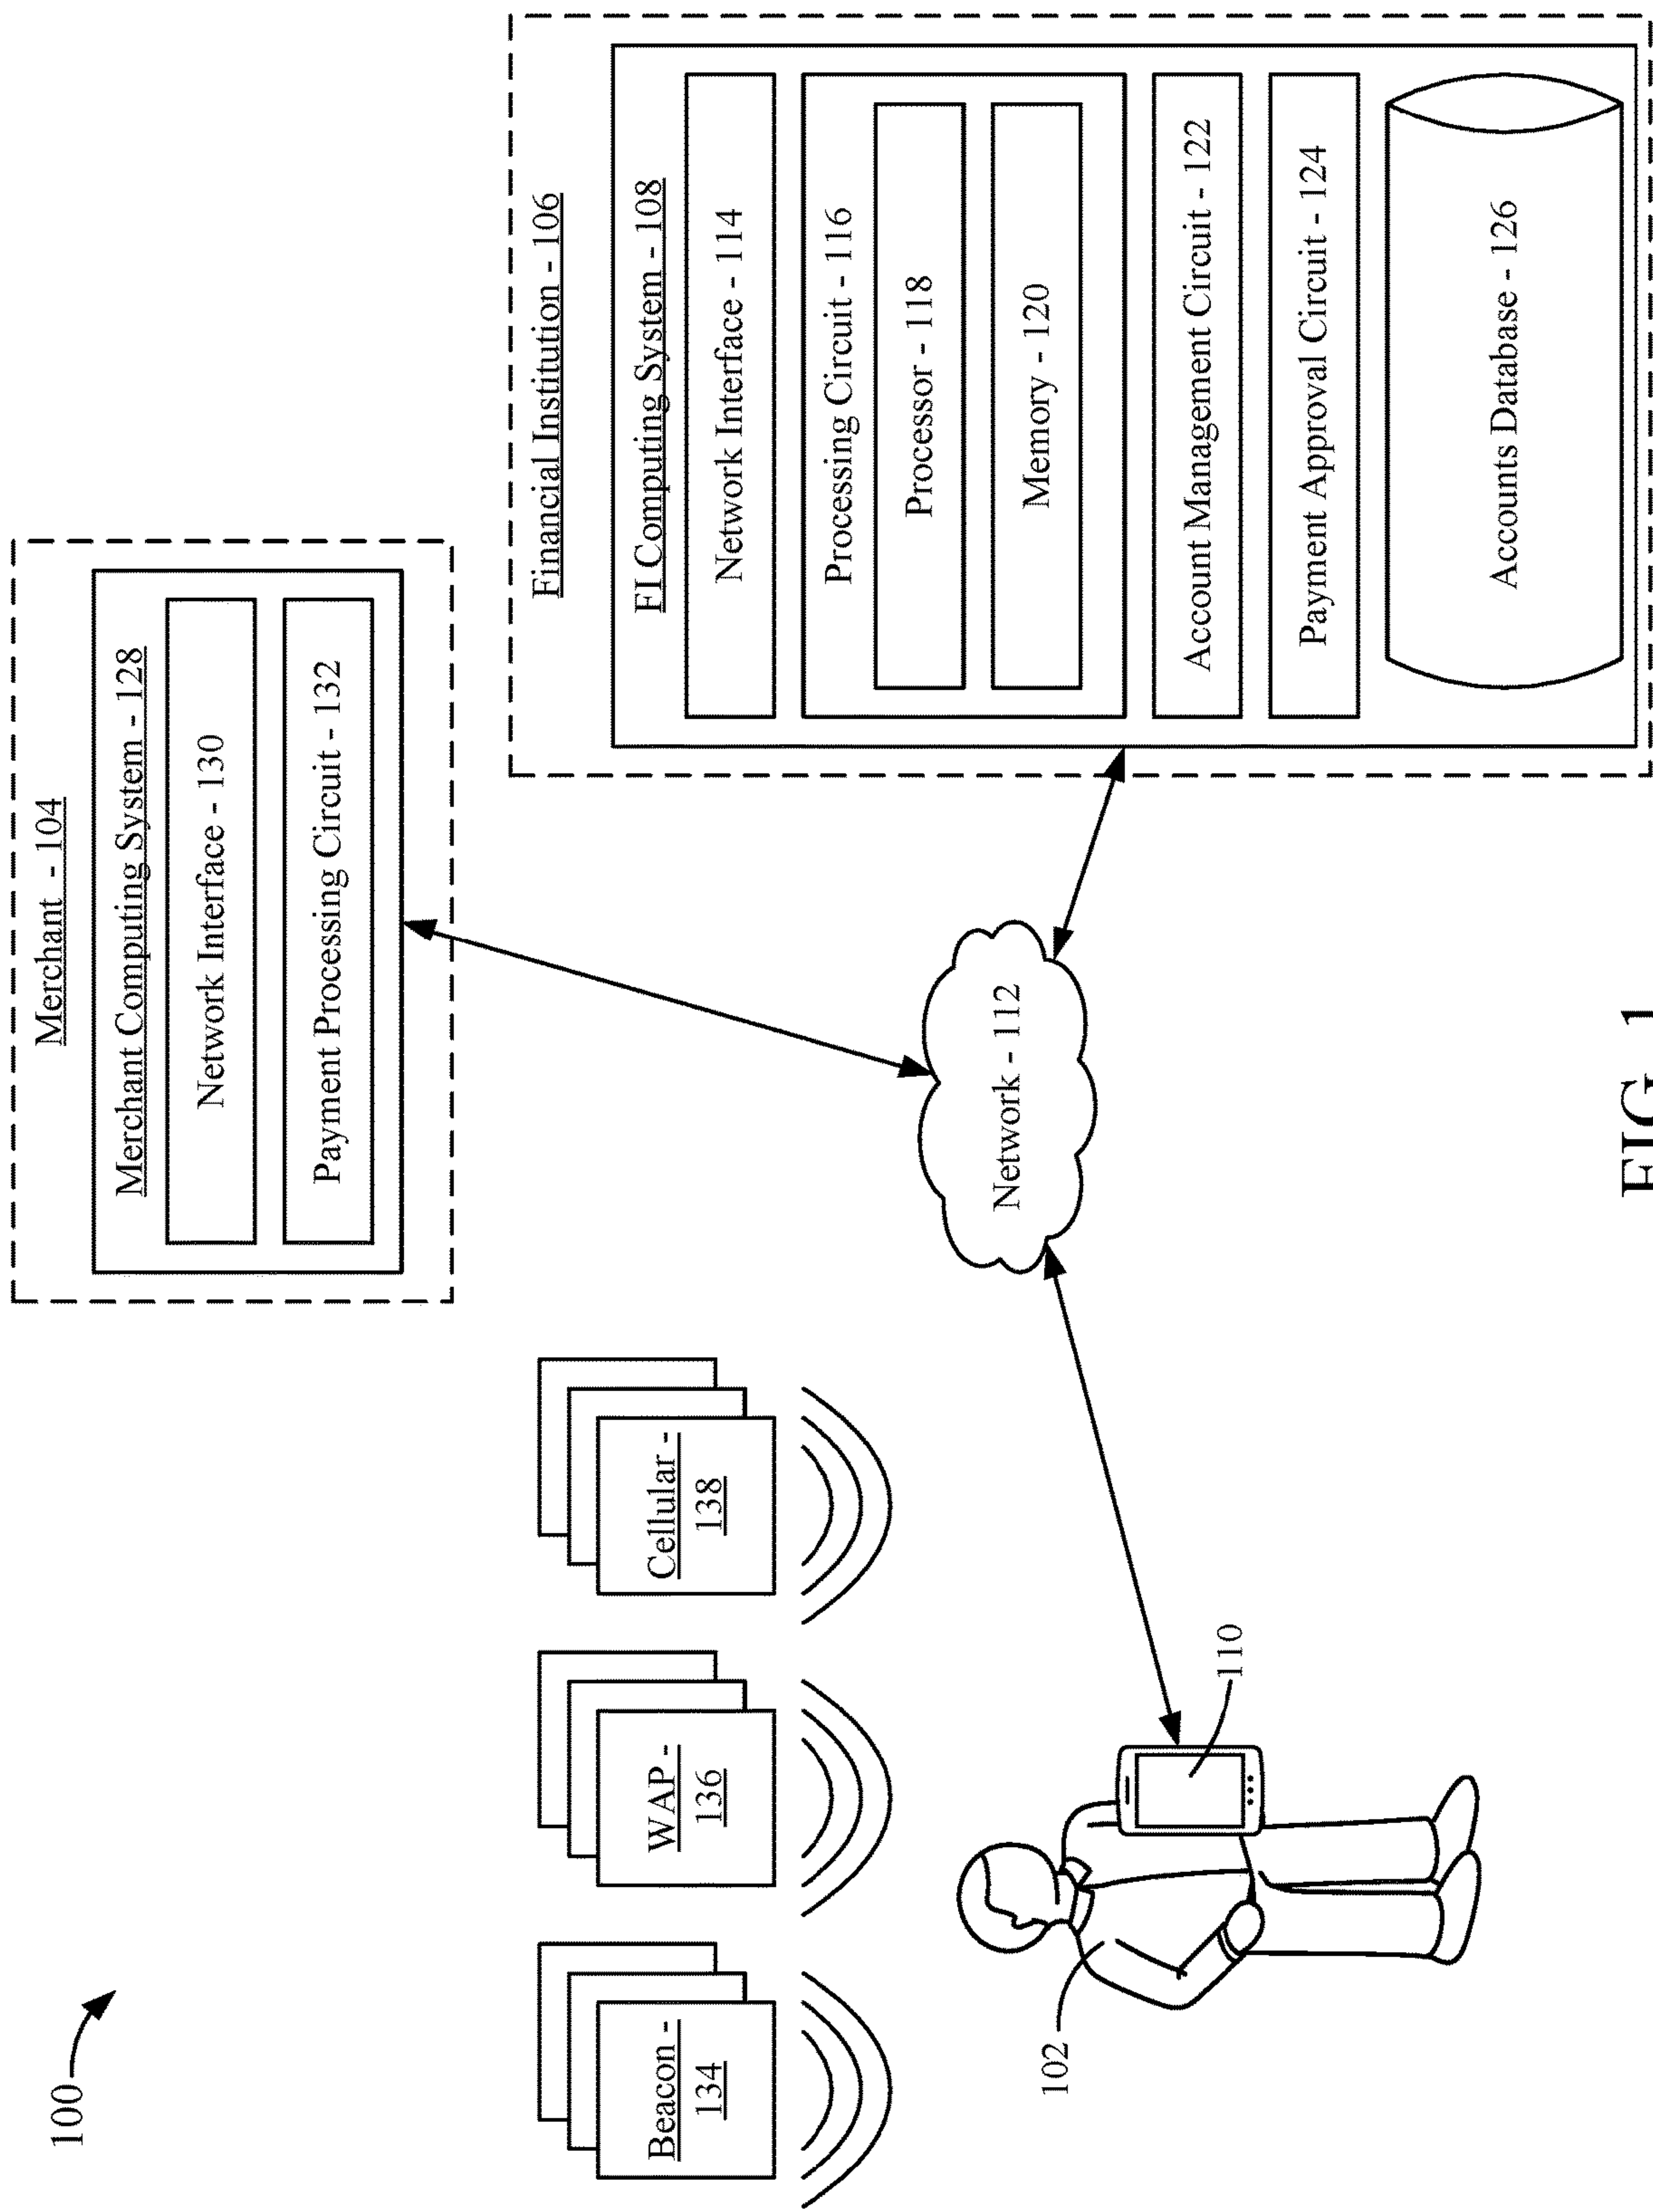 100
Merchant - 104
Merchant Computing System - 128
Network Interface - 130
Payment Processing Circuit - 132
Beacon -
134
WAP -
136
Cellular -
138
Financial Institution - 106
FI Computing System - 108
Network Interface - 114
Processing Circuit - 116
Processor - 118
Memory - 120
Account Management Circuit - 122
Payment Approval Circuit - 124
Accounts Database - 126
Network - 112
102
110
FIG. 1